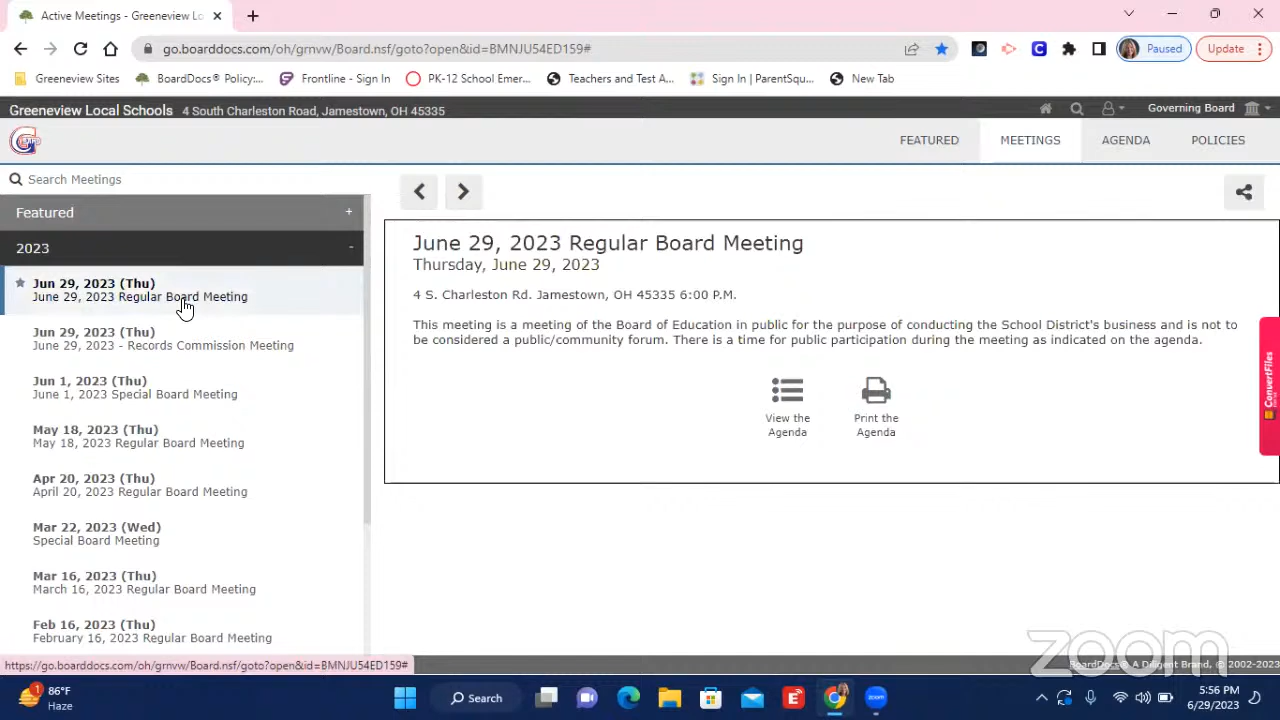 Active Meetings - Greeneview Lo
go.boarddocs.com/oh/grnvw/Board.nsf/goto?open&id=BMNJU54ED159#
Paused
Update
Greeneview Sites
BoardDocs® Policy:...
Frontline - Sign In
PK-12 School Emer...
Teachers and Test A...
Sign In | ParentSqu...
New Tab
Greeneview Local Schools 4 South Charleston Road, Jamestown, OH 45335
Governing Board
FEATURED
MEETINGS
AGENDA
POLICIES
Search Meetings
Featured +
2023 -
Jun 29, 2023 (Thu)
June 29, 2023 Regular Board Meeting
Jun 29, 2023 (Thu)
June 29, 2023 - Records Commission Meeting
Jun 1, 2023 (Thu)
June 1, 2023 Special Board Meeting
May 18, 2023 (Thu)
May 18, 2023 Regular Board Meeting
Apr 20, 2023 (Thu)
April 20, 2023 Regular Board Meeting
Mar 22, 2023 (Wed)
Special Board Meeting
Mar 16, 2023 (Thu)
March 16, 2023 Regular Board Meeting
Feb 16, 2023 (Thu)
February 16, 2023 Regular Board Meeting
June 29, 2023 Regular Board Meeting
Thursday, June 29, 2023
4 S. Charleston Rd. Jamestown, OH 45335 6:00 P.M.
This meeting is a meeting of the Board of Education in public for the purpose of conducting the School District's business and is not to
be considered a public/community forum. There is a time for public participation during the meeting as indicated on the agenda.
View the
Agenda
Print the
Agenda
ConvertFiles
zoom
https://go.boarddocs.com/oh/grnvw/Board.nsf/goto?open&id=BMNJU54ED159#
BoardDocs® A Diligent Brand, © 2002-2023
1
86°F
Haze
Search
zoom
5:56 PM
6/29/2023